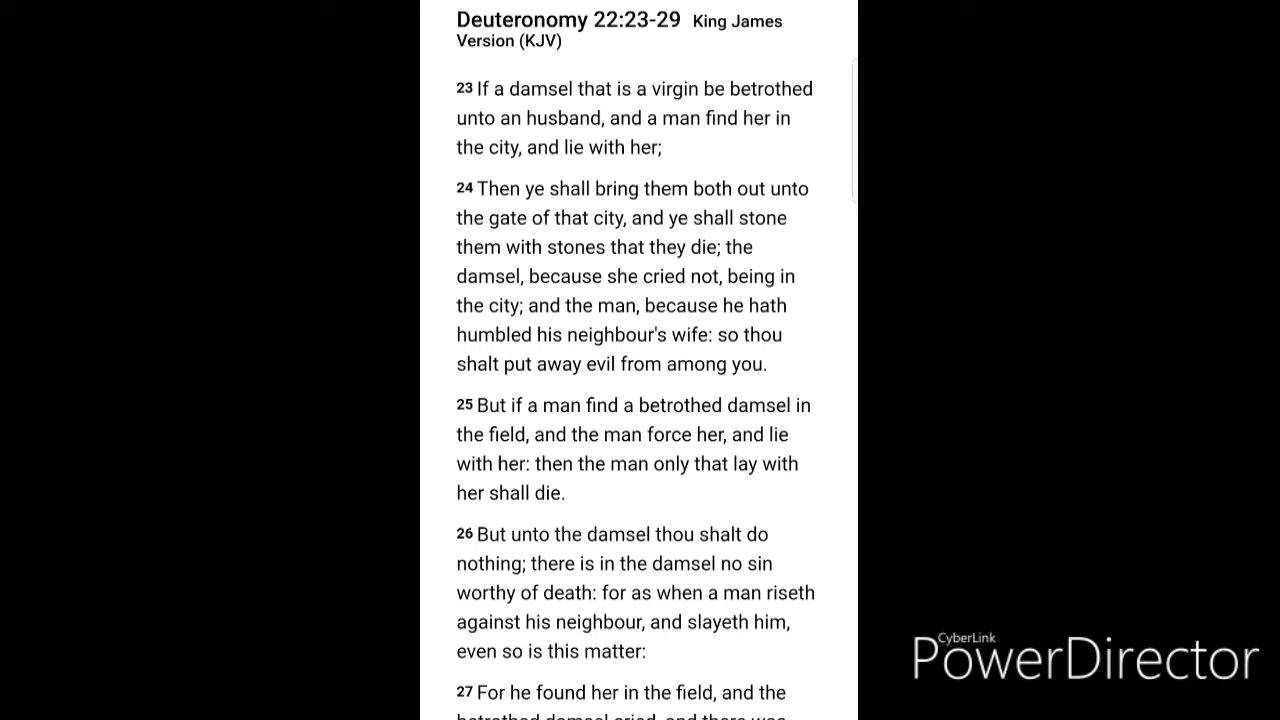 Deuteronomy 22:23-29 King James
Version (KJV)
23 If a damsel that is a virgin be betrothed
unto an husband, and a man find her in
the city, and lie with her;
24 Then ye shall bring them both out unto
the gate of that city, and ye shall stone
them with stones that they die; the
damsel, because she cried not, being in
the city; and the man, because he hath
humbled his neighbour's wife: so thou
shalt put away evil from among you.
25 But if a man find a betrothed damsel in
the field, and the man force her, and lie
with her: then the man only that lay with
her shall die.
26 But unto the damsel thou shalt do
nothing; there is in the damsel no sin
worthy of death: for as when a man riseth
against his neighbour, and slayeth him,
even so is this matter:
27 For he found her in the field, and the
betrothed damsel cried, and there was
CyberLink
PowerDirector